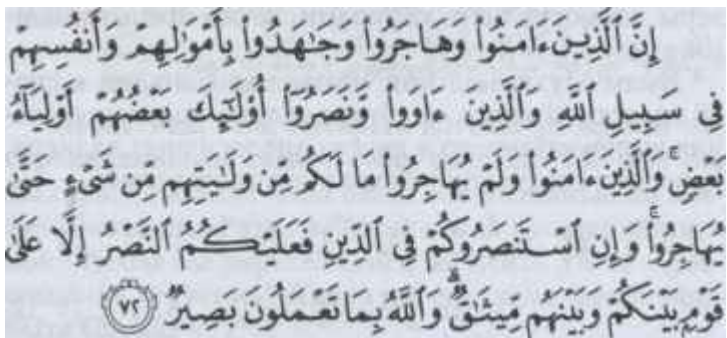 إِنَّ ٱلَّذِينَ ءَامَنُوا۟ وَهَاجَرُوا۟ وَجَـٰهَدُوا۟ بِأَمْوَٰلِهِمْ وَأَنفُسِهِمْ
فِى سَبِيلِ ٱللَّهِ وَٱلَّذِينَ ءَاوَوا۟ وَّنَصَرُوٓا۟ أُو۟لَـٰٓئِكَ بَعْضُهُمْ أَوْلِيَآءُ
بَعْضٍ ۚ وَٱلَّذِينَ ءَامَنُوا۟ وَلَمْ يُهَاجِرُوا۟ مَا لَكُم مِّن وَلَـٰيَتِهِم مِّن شَىْءٍ حَتَّىٰ
يُهَاجِرُوا۟ ۚ وَإِنِ ٱسْتَنصَرُوكُمْ فِى ٱلدِّينِ فَعَلَيْكُمُ ٱلنَّصْرُ إِلَّا عَلَىٰ
قَوْمٍۭ بَيْنَكُمْ وَبَيْنَهُم مِّيثَـٰقٌ ۗ وَٱللَّهُ بِمَا تَعْمَلُونَ بَصِيرٌ ٧٢